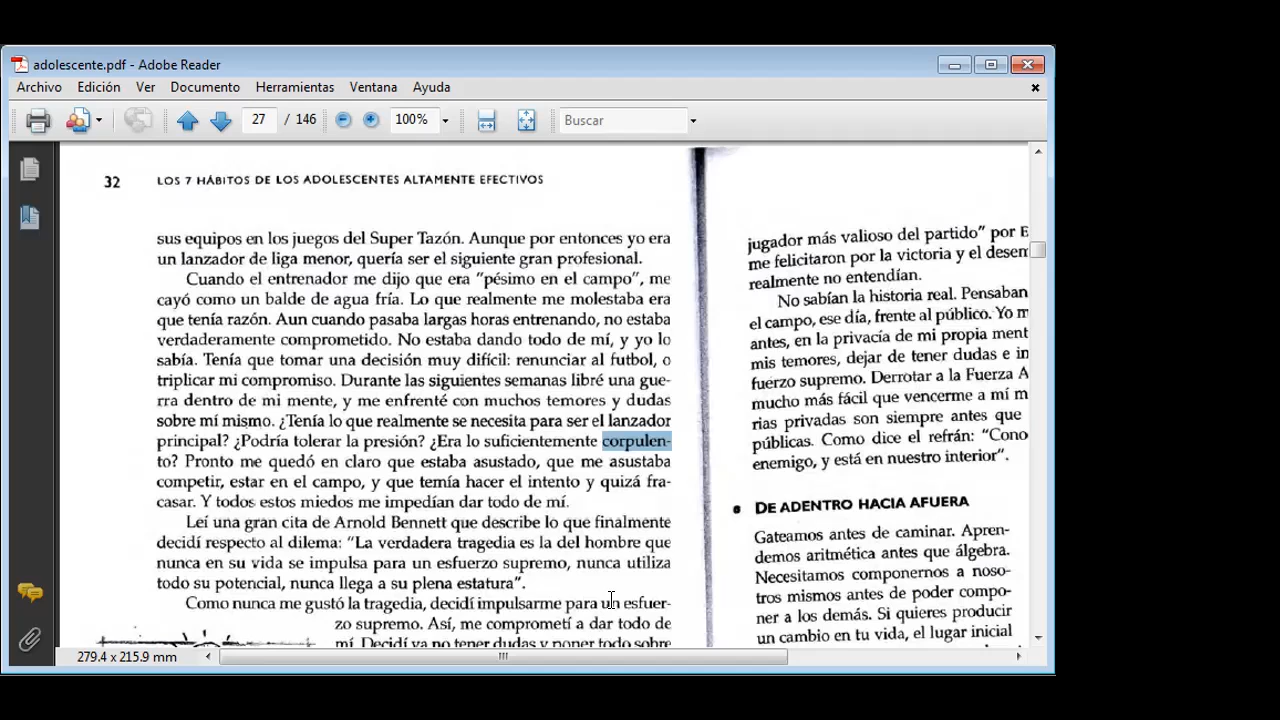 adolescente.pdf - Adobe Reader
Archivo Edición Ver Documento Herramientas Ventana Ayuda
27 / 146 100% Buscar
32 LOS 7 HÁBITOS DE LOS ADOLESCENTES ALTAMENTE EFECTIVOS
sus equipos en los juegos del Super Tazón. Aunque por entonces yo era
un lanzador de liga menor, quería ser el siguiente gran profesional.
Cuando el entrenador me dijo que era "pésimo en el campo", me
cayó como un balde de agua fría. Lo que realmente me molestaba era
que tenía razón. Aun cuando pasaba largas horas entrenando, no estaba
verdaderamente comprometido. No estaba dando todo de mí, y yo lo
sabía. Tenía que tomar una decisión muy difícil: renunciar al futbol, o
triplicar mi compromiso. Durante las siguientes semanas libré una gue-
rra dentro de mi mente, y me enfrenté con muchos temores y dudas
sobre mí mismo. ¿Tenía lo que realmente se necesita para ser el lanzador
principal? ¿Podría tolerar la presión? ¿Era lo suficientemente corpulen-
to? Pronto me quedó en claro que estaba asustado, que me asustaba
competir, estar en el campo, y que temía hacer el intento y quizá fra-
casar. Y todos estos miedos me impedían dar todo de mí.
Leí una gran cita de Arnold Bennett que describe lo que finalmente
decidí respecto al dilema: "La verdadera tragedia es la del hombre que
nunca en su vida se impulsa para un esfuerzo supremo, nunca utiliza
todo su potencial, nunca llega a su plena estatura".
Como nunca me gustó la tragedia, decidí impulsarme para un esfuer-
zo supremo. Así, me comprometí a dar todo de
mí. Decidí ya no tener dudas y poner todo sobre
jugador más valioso del partido" por E
me felicitaron por la victoria y el desem
realmente no entendían.
No sabían la historia real. Pensaban
el campo, ese día, frente al público. Yo m
antes, en la privacía de mi propia ment
mis temores, dejar de tener dudas e in
fuerzo supremo. Derrotar a la Fuerza A
mucho más fácil que vencerme a mí m
rias privadas son siempre antes que
públicas. Como dice el refrán: "Cono
enemigo, y está en nuestro interior".
DE ADENTRO HACIA AFUERA
Gateamos antes de caminar. Apren-
demos aritmética antes que álgebra.
Necesitamos componernos a noso-
tros mismos antes de poder compo-
ner a los demás. Si quieres producir
un cambio en tu vida, el lugar inicial
279.4 x 215.9 mm